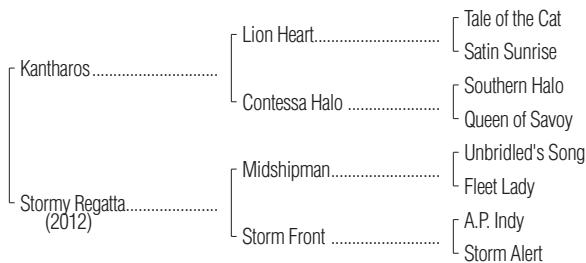 Tale of the Cat
Lion Heart
Satin Sunrise
Kantharos
Southern Halo
Contessa Halo
Queen of Savoy
Unbridled's Song
Midshipman
Fleet Lady
Stormy Regatta
(2012)
A.P. Indy
Storm Front
Storm Alert